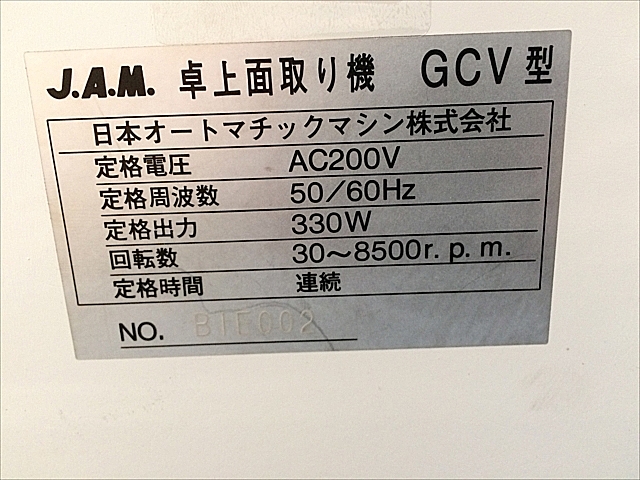 J.A.M. 卓上面取り機 GCV型
日本オートマチックマシン株式会社
定格電圧 AC200V
定格周波数 50/60Hz
定格出力 330W
回転数 30〜8500r.p.m.
定格時間 連続
NO. B1E002